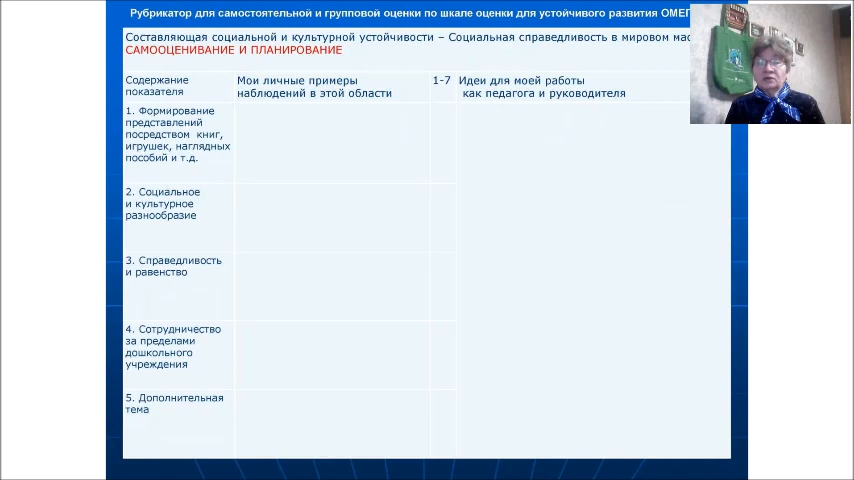 Рубрикатор для самостоятельной и групповой оценки по шкале оценки для устойчивого развития
Составляющая социальной и культурной устойчивости – Социальная справедливость в мировом
САМООЦЕНИВАНИЕ И ПЛАНИРОВАНИЕ
Содержание
показателя
Мои личные примеры
наблюдений в этой области
1-7
Идеи для моей работы
как педагога и руководителя
1. Формирование
представлений
посредством книг,
игрушек, наглядных
пособий и т.д.
2. Социальное
и культурное
разнообразие
3. Справедливость
и равенство
4. Сотрудничество
за пределами
дошкольного
учреждения
5. Дополнительная
тема